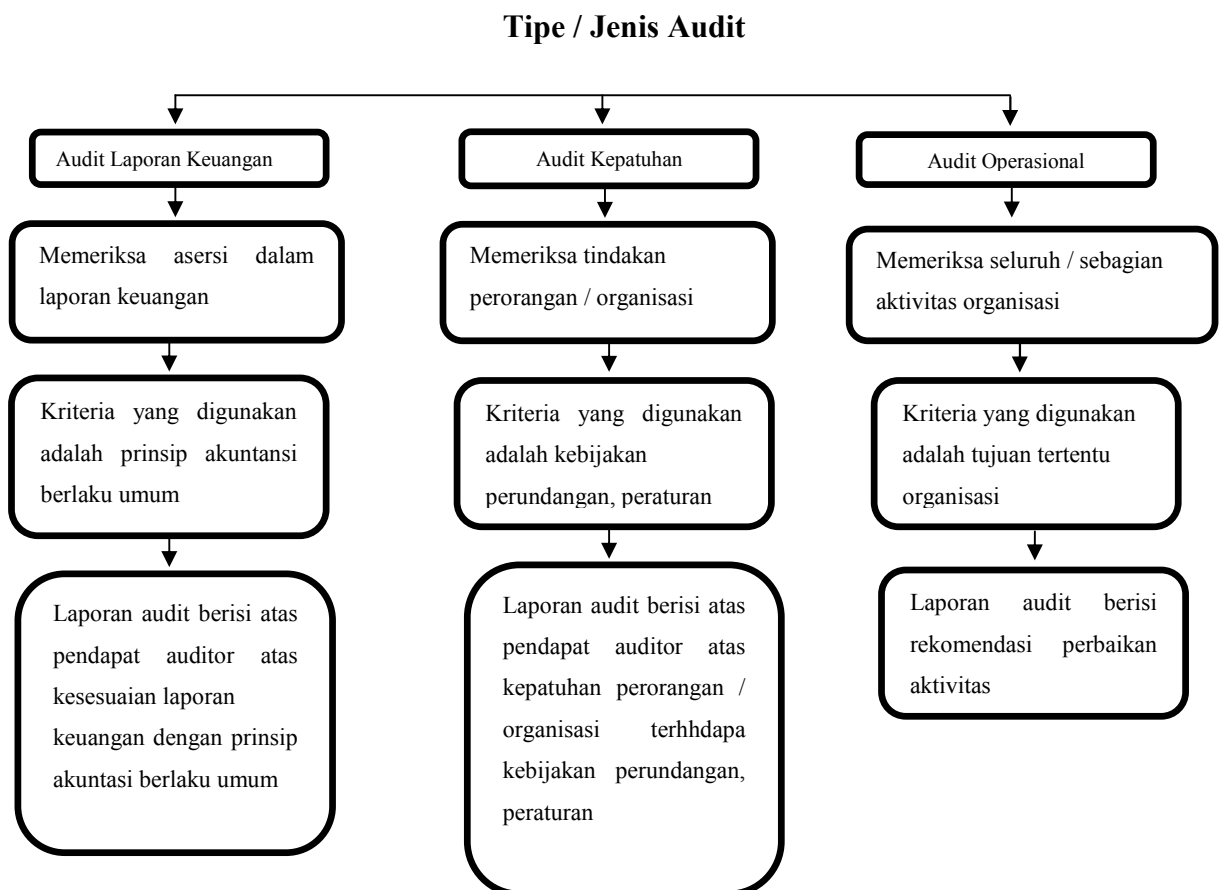 Tipe / Jenis Audit
Audit Laporan Keuangan
Memeriksa asersi dalam
laporan keuangan
Kriteria yang digunakan
adalah prinsip akuntansi
berlaku umum
Laporan audit berisi atas
pendapat auditor atas
kesesuaian laporan
keuangan dengan prinsip
akuntasi berlaku umum
Audit Kepatuhan
Memeriksa tindakan
perorangan / organisasi
Kriteria yang digunakan
adalah kebijakan
perundangan, peraturan
Laporan audit berisi atas
pendapat auditor atas
kepatuhan perorangan /
organisasi terhhdapa
kebijakan perundangan,
peraturan
Audit Operasional
Memeriksa seluruh / sebagian
aktivitas organisasi
Kriteria yang digunakan
adalah tujuan tertentu
organisasi
Laporan audit berisi
rekomendasi perbaikan
aktivitas